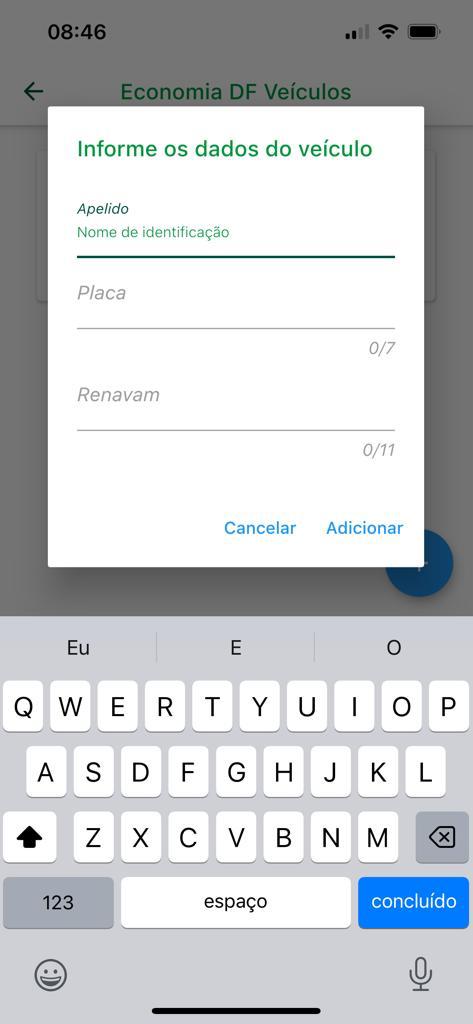 08:46
Economia DF Veículos
Informe os dados do veículo
Apelido
Nome de identificação
Placa
0/7
Renavam
0/11
Cancelar Adicionar
Eu E O
Q W E R T Y U I O P
A S D F G H J K L
Z X C V B N M
123 espaço concluído